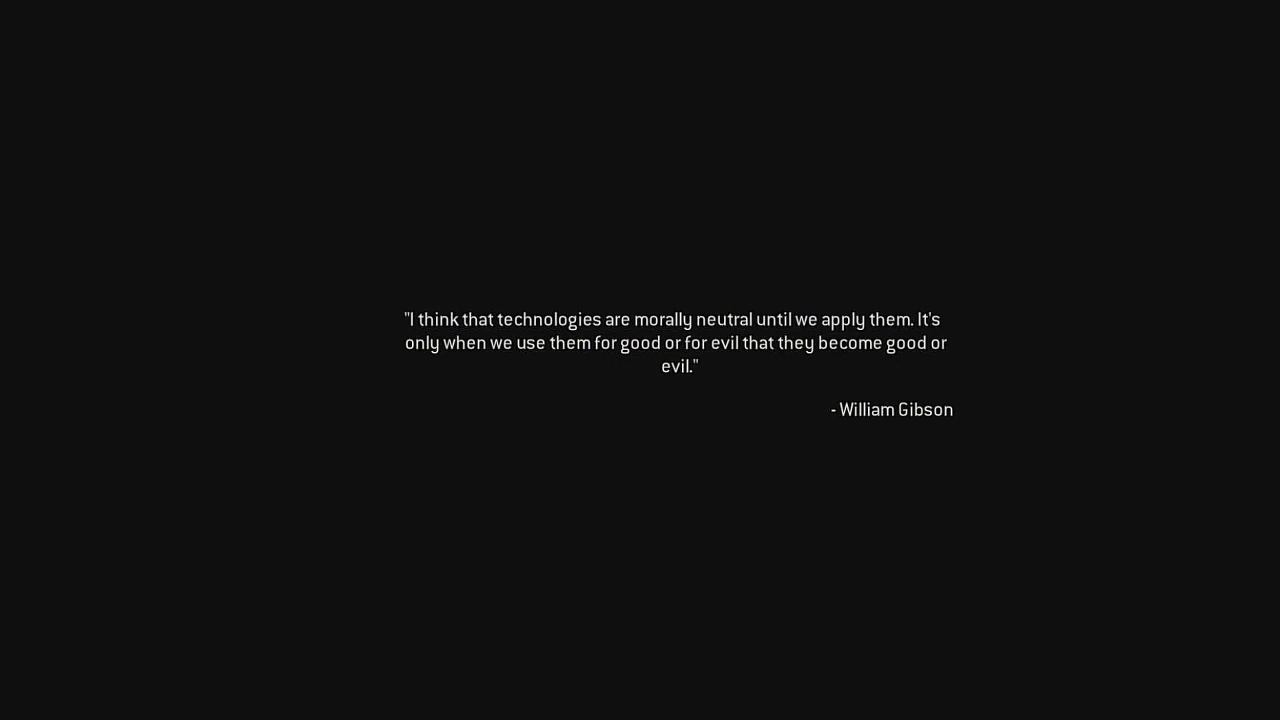 "I think that technologies are morally neutral until we apply them. It's
only when we use them for good or for evil that they become good or
evil."
- William Gibson